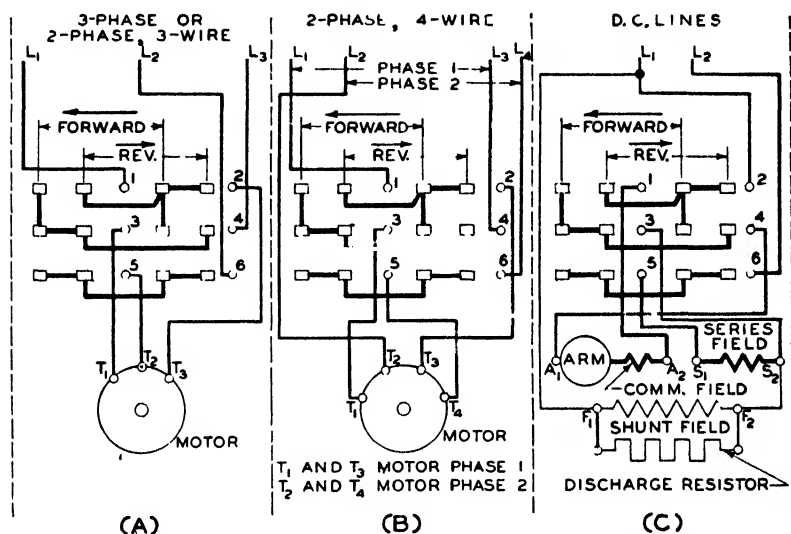 3-PHASE OR
2-PHASE, 3-WIRE
L1 L2 L3
FORWARD
REV.
1 2
3 4
5 6
T1 T2 T3
MOTOR
(A)
2-PHASE, 4-WIRE
L1 L2 L3 L4
PHASE 1
PHASE 2
FORWARD
REV.
1 2
3 4
5 6
T2 T3
T1 T4
MOTOR
T1 AND T3 MOTOR PHASE 1
T2 AND T4 MOTOR PHASE 2
(B)
D.C. LINES
L1 L2
FORWARD
REV.
1 2
3 4
5 6
SERIES
FIELD
A1 ARM A2 S1 S2
COMM. FIELD
F1 F2
SHUNT FIELD
DISCHARGE RESISTOR
(C)